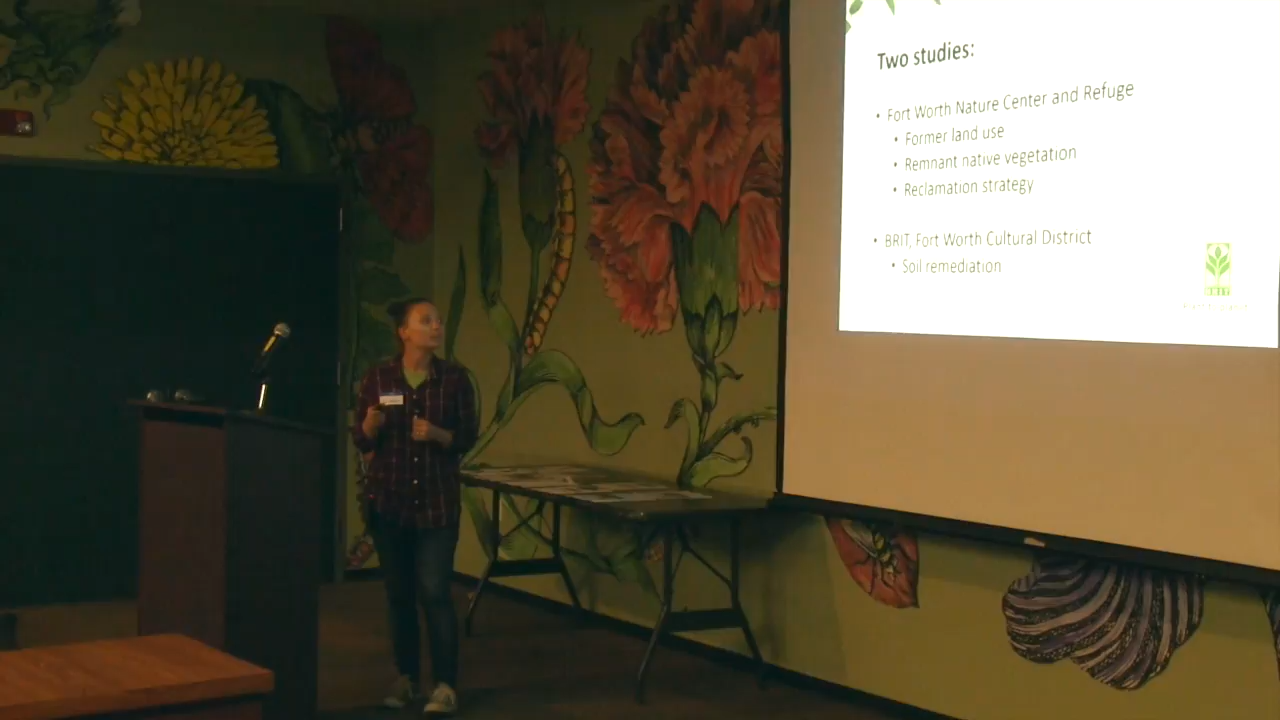 Two studies:
• Fort Worth Nature Center and Refuge
• Former land use
• Remnant native vegetation
• Reclamation strategy
• BRIT, Fort Worth Cultural District
• Soil remediation